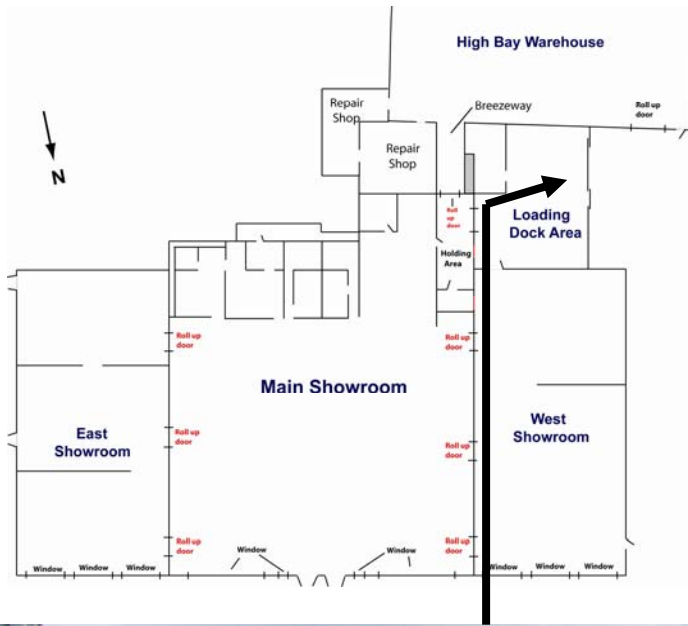 High Bay Warehouse
Repair
Shop
Breezeway
Roll up
door
Repair
Shop
N
Roll
up
door
Loading
Dock Area
Holding
Area
Roll up
door
Roll up
door
Main Showroom
East
Showroom
West
Showroom
Roll up
door
Roll up
door
Roll up
door
Roll up
door
Window
Window
Window
Window
Window
Window
Window
Window